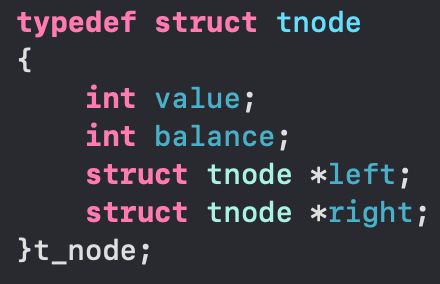 typedef struct tnode
{
    int value;
    int balance;
    struct tnode *left;
    struct tnode *right;
}t_node;